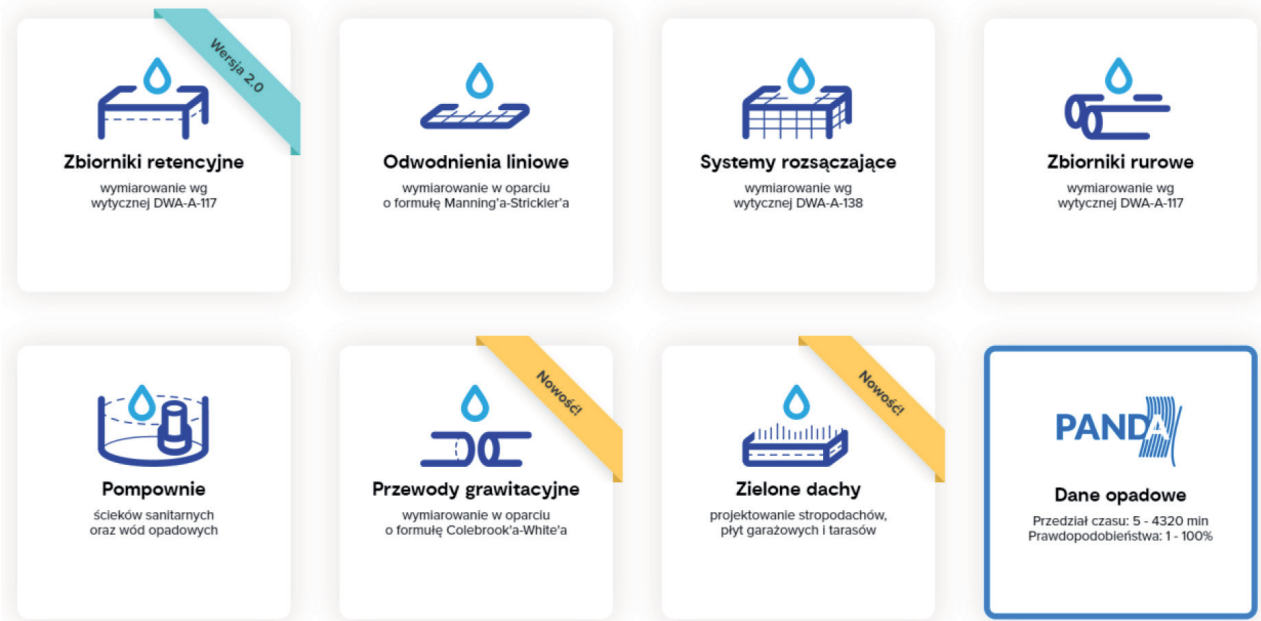 Wersja 2.0
Zbiorniki retencyjne
wymiarowanie wg
wytycznej DWA-A-117
Odwodnienia liniowe
wymiarowanie w oparciu
o formułę Manning'a-Strickler'a
Systemy rozsączające
wymiarowanie wg
wytycznej DWA-A-138
Zbiorniki rurowe
wymiarowanie wg
wytycznej DWA-A-117
Pompownie
ścieków sanitarnych
oraz wód opadowych
Nowość!
Przewody grawitacyjne
wymiarowanie w oparciu
o formułę Colebrook'a-White'a
Nowość!
Zielone dachy
projektowanie stropodachów,
płyt garażowych i tarasów
PANDA
Dane opadowe
Przedział czasu: 5 - 4320 min
Prawdopodobieństwa: 1 - 100%